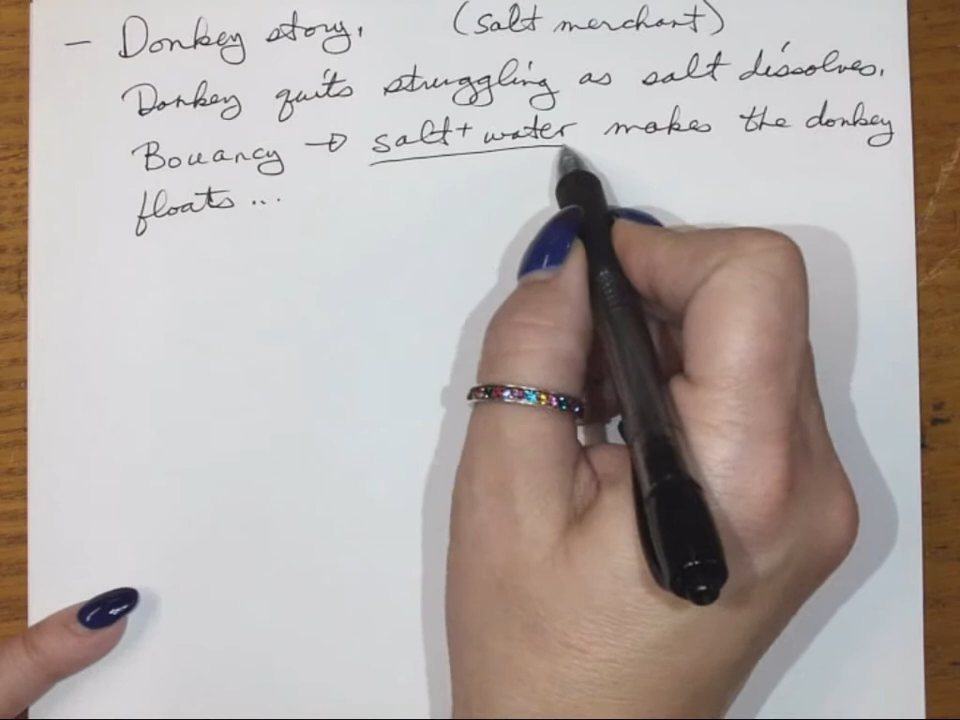 - Donkey story. (salt merchant)
Donkey quits struggling as salt dissolves.
Bouancy → salt + water makes the donkey
floats ...